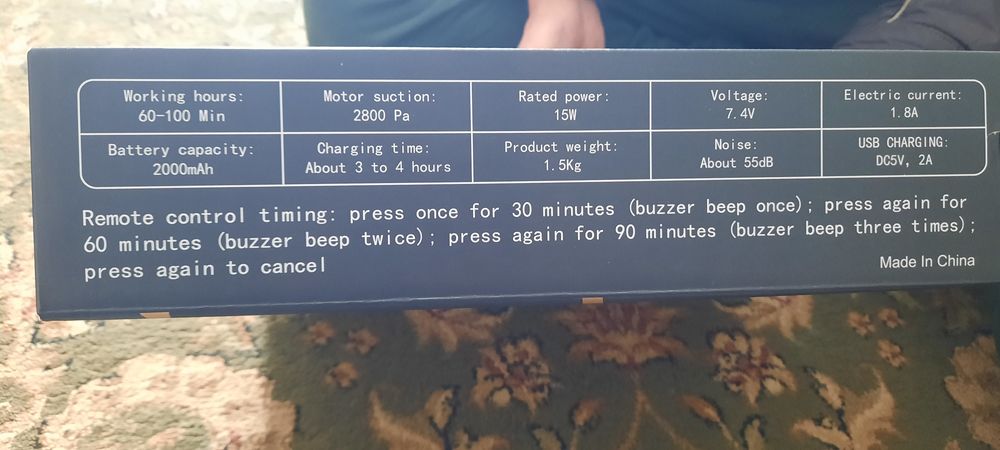 Working hours:
60-100 Min
Motor suction:
2800 Pa
Rated power:
15W
Voltage:
7.4V
Electric current:
1.8A
Battery capacity:
2000mAh
Charging time:
About 3 to 4 hours
Product weight:
1.5Kg
Noise:
About 55dB
USB CHARGING:
DC5V, 2A
Remote control timing: press once for 30 minutes (buzzer beep once); press again for
60 minutes (buzzer beep twice); press again for 90 minutes (buzzer beep three times);
press again to cancel
Made In China